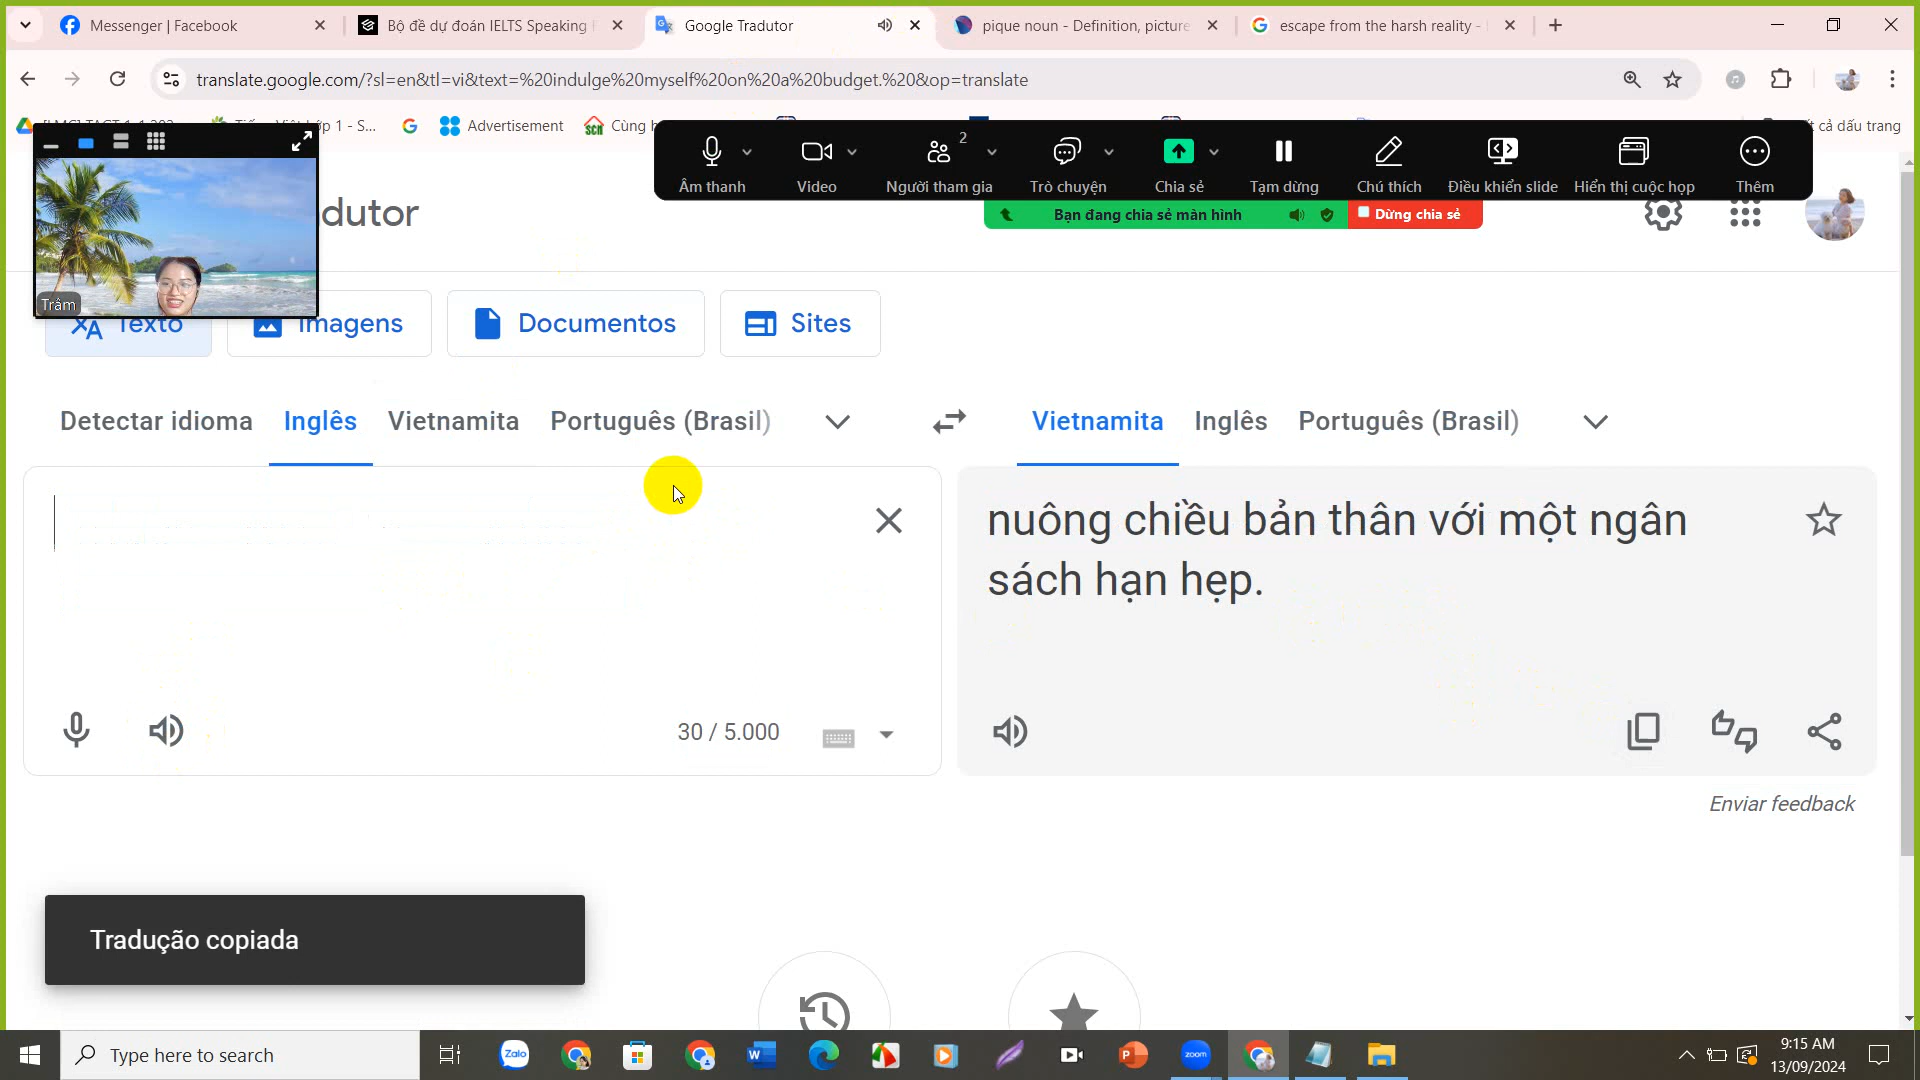 Messenger | Facebook
Bộ đề dự đoán IELTS Speaking
Google Tradutor
pique noun - Definition, picture
escape from the harsh reality -
translate.google.com/?sl=en&tl=vi&text=%20indulge%20myself%20on%20a%20budget.%20&op=translate
Advertisement
Cùng h
t cả dấu trang
2
Âm thanh
Video
Người tham gia
Trò chuyện
Chia sẻ
Tạm dừng
Chú thích
Điều khiển slide
Hiển thị cuộc họp
Thêm
Bạn đang chia sẻ màn hình
Dừng chia sẻ
dutor
Trâm
Texto
Imagens
Documentos
Sites
Detectar idioma
Inglês
Vietnamita
Português (Brasil)
Vietnamita
Inglês
Português (Brasil)
nuông chiều bản thân với một ngân
sách hạn hẹp.
30 / 5.000
Enviar feedback
Tradução copiada
Type here to search
Zalo
zoom
9:15 AM
13/09/2024